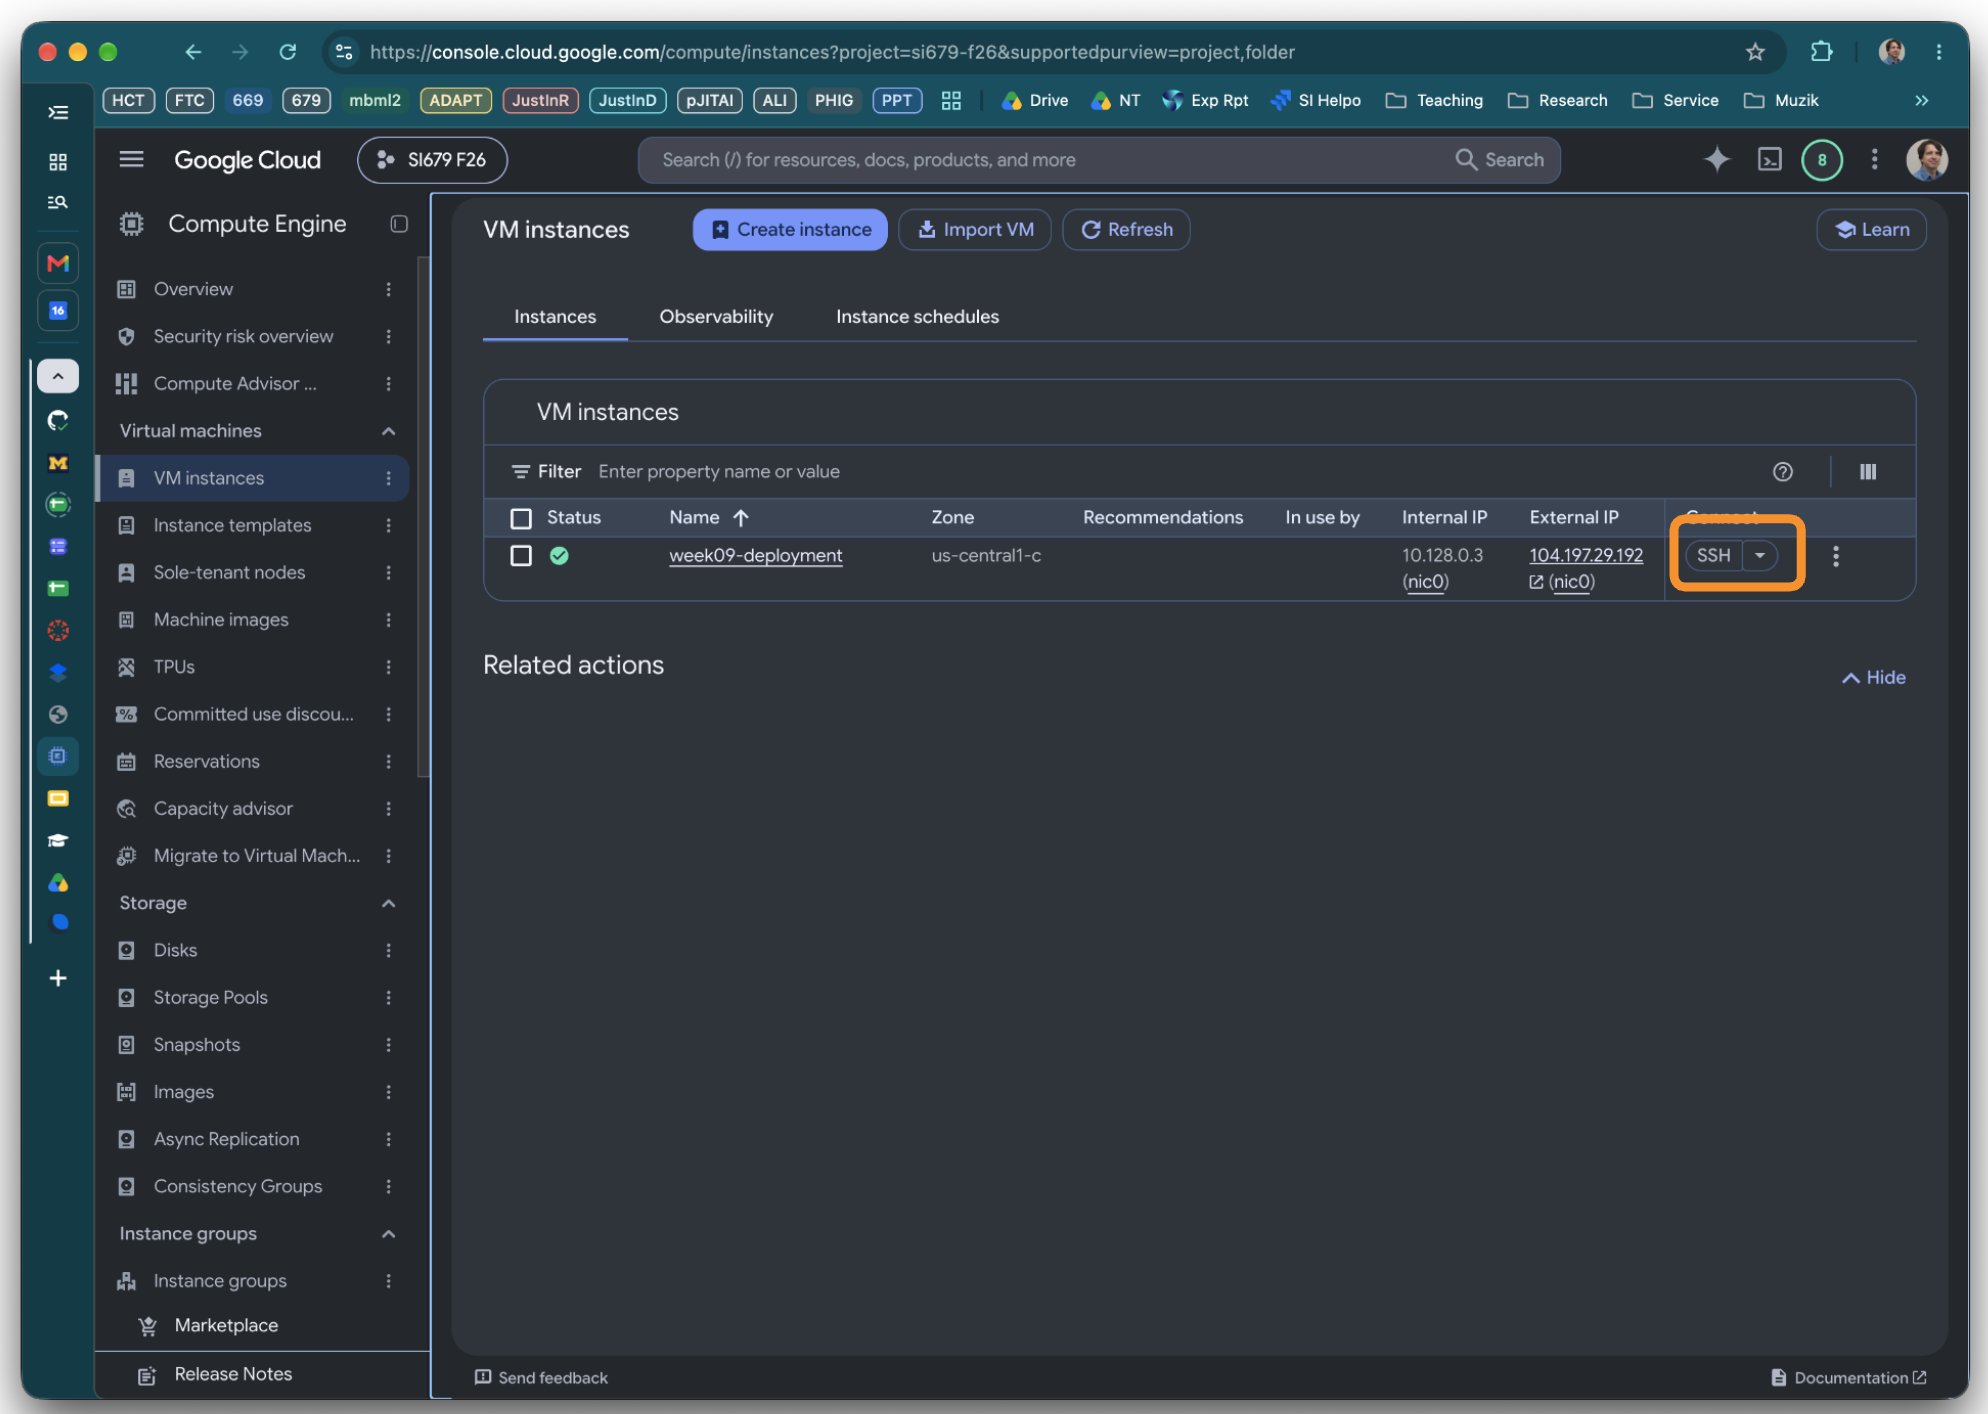 https://console.cloud.google.com/compute/instances?project=si679-f26&supportedpurview=project,folder
HCT FTC 669 679 mbml2 ADAPT JustInR JustInD pJITAI ALI PHIG PPT Drive NT Exp Rpt SI Helpo Teaching Research Service Muzik
Google Cloud SI679 F26 Search (/) for resources, docs, products, and more Search 8
16
Compute Engine
Overview
Security risk overview
Compute Advisor ...
Virtual machines
VM instances
Instance templates
Sole-tenant nodes
Machine images
TPUs
Committed use discou...
Reservations
Capacity advisor
Migrate to Virtual Mach...
Storage
Disks
Storage Pools
Snapshots
Images
Async Replication
Consistency Groups
Instance groups
Instance groups
Marketplace
Release Notes
VM instances Create instance Import VM Refresh Learn
Instances Observability Instance schedules
VM instances
Filter Enter property name or value
Status Name Zone Recommendations In use by Internal IP External IP Connect
week09-deployment us-central1-c 10.128.0.3 104.197.29.192 SSH
(nic0) (nic0)
Related actions
Hide
Send feedback Documentation